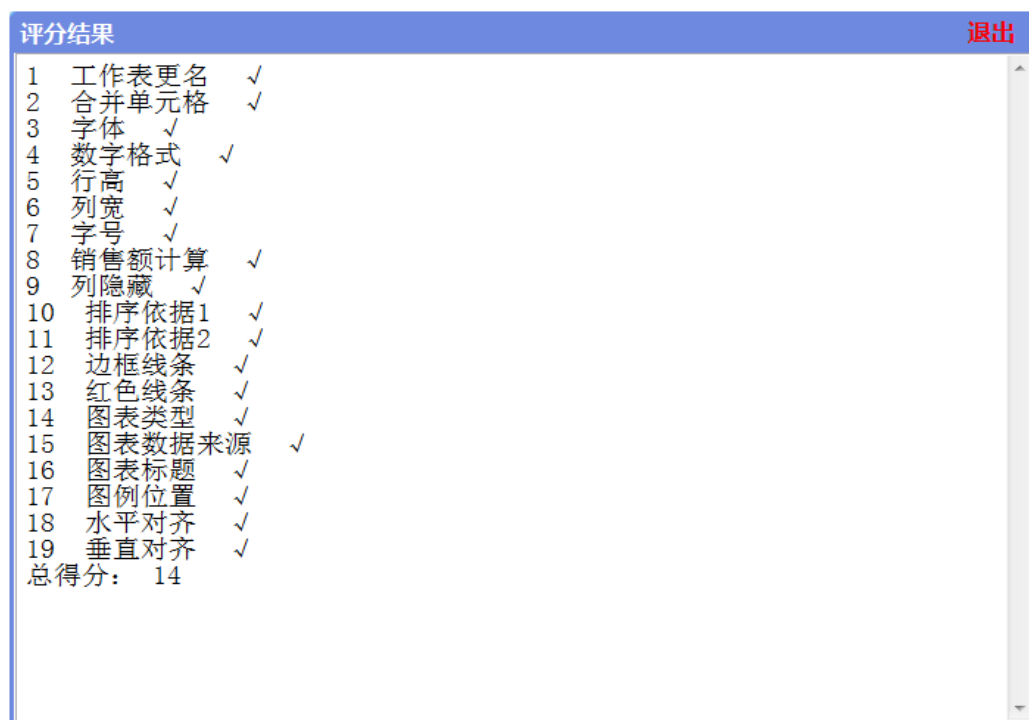 评分结果 退出
1 工作表更名 √
2 合并单元格 √
3 字体 √
4 数字格式 √
5 行高 √
6 列宽 √
7 字号 √
8 销售额计算 √
9 列隐藏 √
10 排序依据1 √
11 排序依据2 √
12 边框线条 √
13 红色线条 √
14 图表类型 √
15 图表数据来源 √
16 图表标题 √
17 图例位置 √
18 水平对齐 √
19 垂直对齐 √
总得分： 14